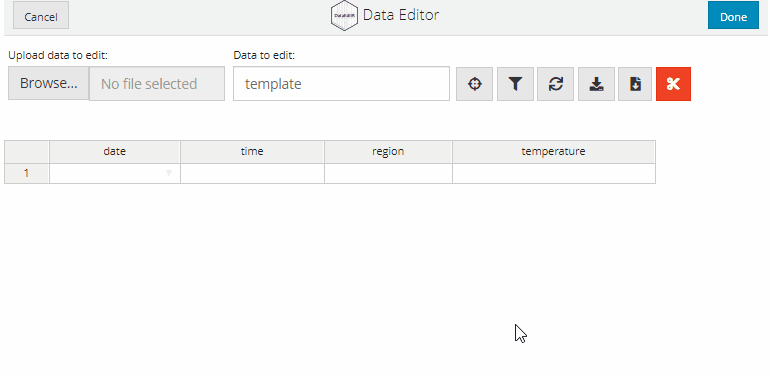 Cancel
DataEditR
Data Editor
Done
Upload data to edit:
Data to edit:
Browse...
No file selected
template
date
time
region
temperature
1